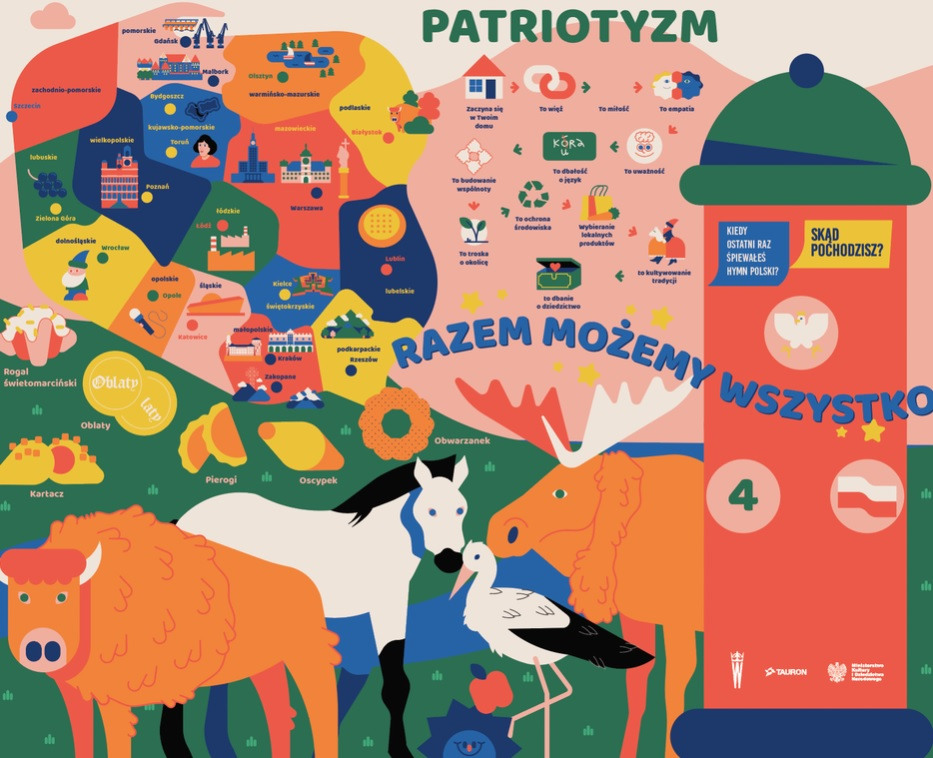 PATRIOTYZM
pomorskie
Gdańsk
Malbork
zachodnio-pomorskie
Szczecin
Olsztyn
warmińsko-mazurskie
podlaskie
Białystok
Bydgoszcz
kujawsko-pomorskie
Toruń
mazowieckie
Warszawa
wielkopolskie
Poznań
lubuskie
Zielona Góra
łódzkie
Łódź
dolnośląskie
Wrocław
Lublin
lubelskie
Kielce
świętokrzyskie
opolskie
Opole
śląskie
Katowice
małopolskie
Kraków
Zakopane
podkarpackie
Rzeszów
Zaczyna się
w Twoim
domu
To więź
To miłość
To empatia
To budowanie
wspólnoty
kóra
u
To dbałość
o język
To uważność
To troska
o okolicę
To ochrona
środowiska
Wybieranie
lokalnych
produktów
to kultywowanie
tradycji
to dbanie
o dziedzictwo
RAZEM MOŻEMY WSZYSTKO
KIEDY
OSTATNI RAZ
ŚPIEWAŁEŚ
HYMN POLSKI?
SKĄD
POCHODZISZ?
4
Rogal
świetomarciński
Oblaty
laty
Oblaty
Kartacz
Pierogi
Oscypek
Obwarzanek
TAURON
Ministerstwo
Kultury
i Dziedzictwa
Narodowego